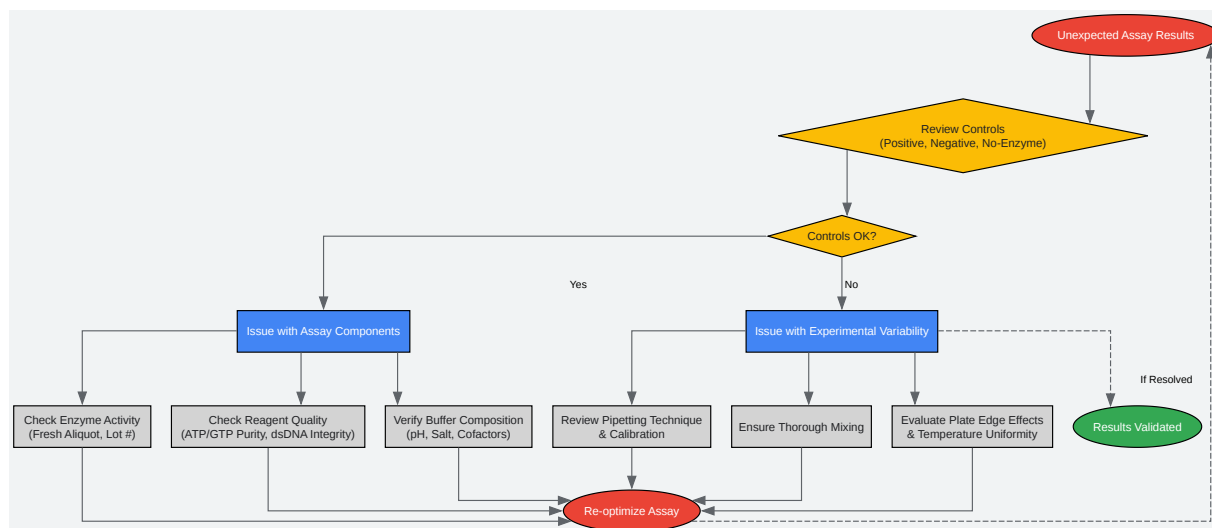 Unexpected Assay Results
Review Controls
(Positive, Negative, No-Enzyme)
Controls OK?
Yes
No
Issue with Assay Components
Issue with Experimental Variability
If Resolved
Check Enzyme Activity
(Fresh Aliquot, Lot #)
Check Reagent Quality
(ATP/GTP Purity, dsDNA Integrity)
Verify Buffer Composition
(pH, Salt, Cofactors)
Review Pipetting Technique
& Calibration
Ensure Thorough Mixing
Evaluate Plate Edge Effects
& Temperature Uniformity
Results Validated
Re-optimize Assay